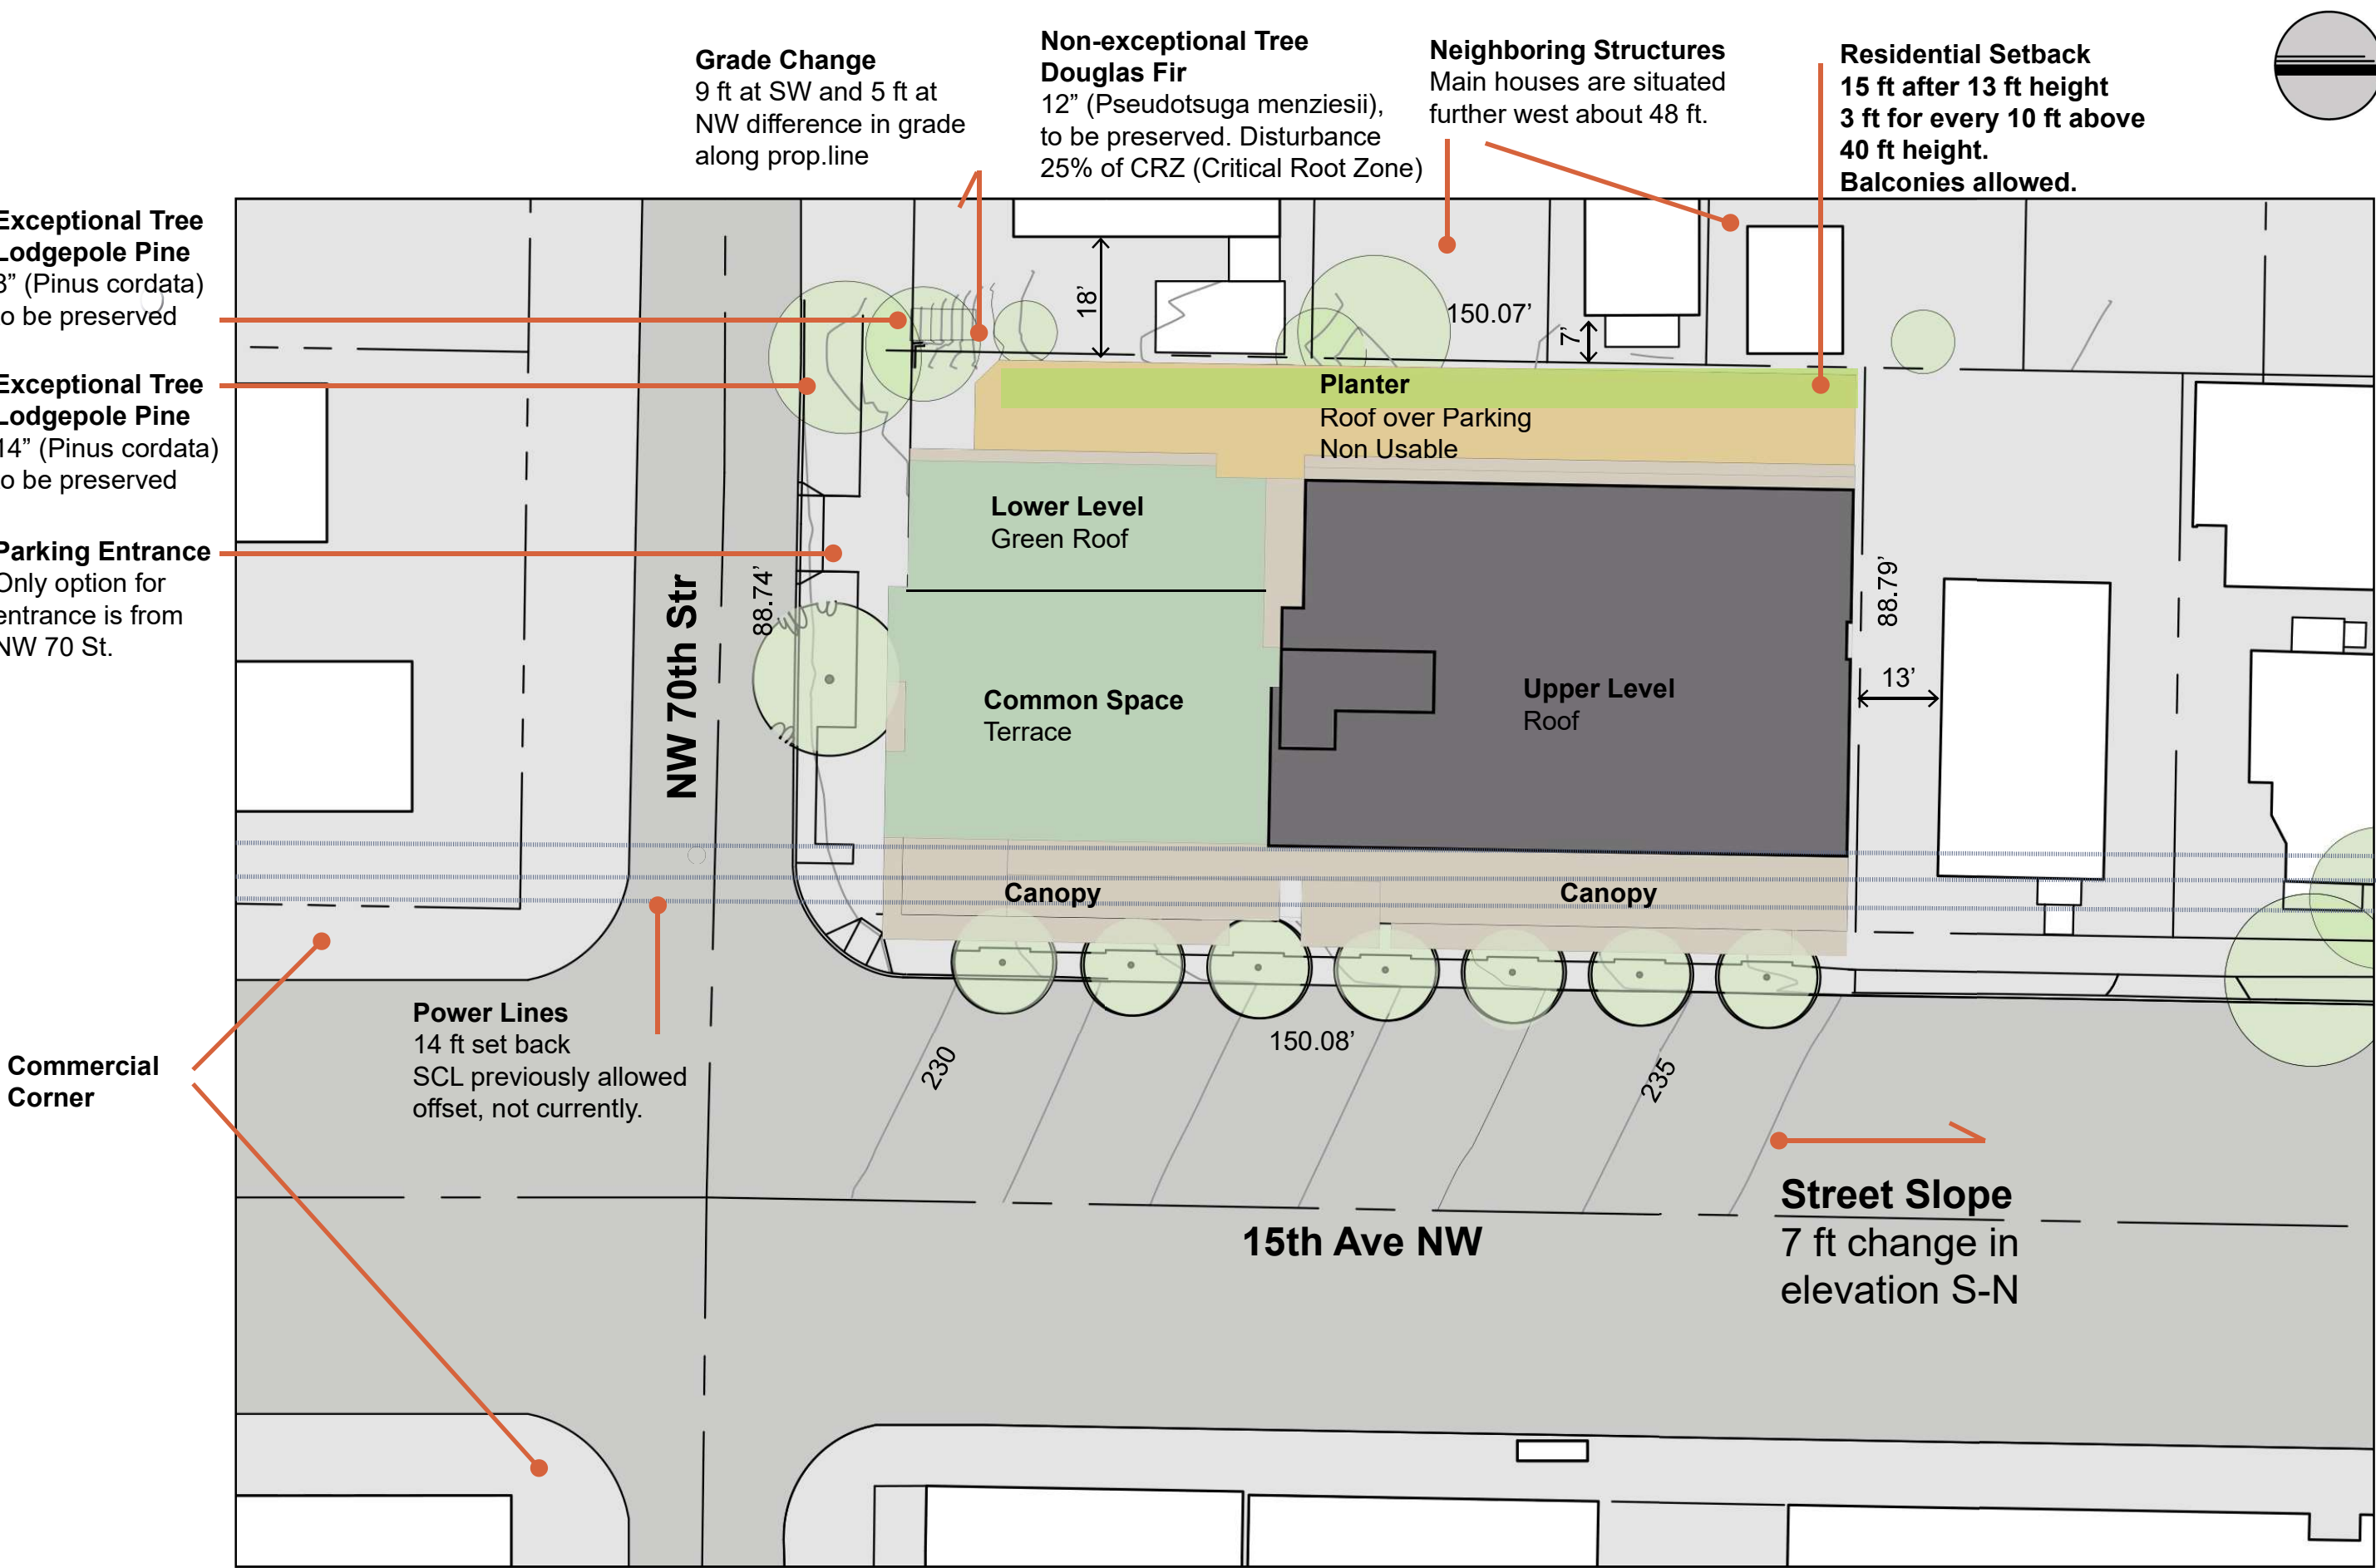 Grade Change
9 ft at SW and 5 ft at
NW difference in grade
along prop.line
Non-exceptional Tree
Douglas Fir
12” (Pseudotsuga menziesii),
to be preserved. Disturbance
25% of CRZ (Critical Root Zone)
Neighboring Structures
Main houses are situated
further west about 48 ft.
Residential Setback
15 ft after 13 ft height
3 ft for every 10 ft above
40 ft height.
Balconies allowed.
Exceptional Tree
Lodgepole Pine
(Pinus cordata)
to be preserved
Exceptional Tree
Lodgepole Pine
14” (Pinus cordata)
to be preserved
Parking Entrance
Only option for
entrance is from
NW 70 St.
18’
150.07’
7’
Planter
Roof over Parking
Non Usable
Lower Level
Green Roof
88.74’
NW 70th Str
88.79’
13’
Common Space
Terrace
Upper Level
Roof
Canopy
Canopy
Power Lines
14 ft set back
SCL previously allowed
offset, not currently.
Commercial
Corner
230
150.08’
235
15th Ave NW
Street Slope
7 ft change in
elevation S-N